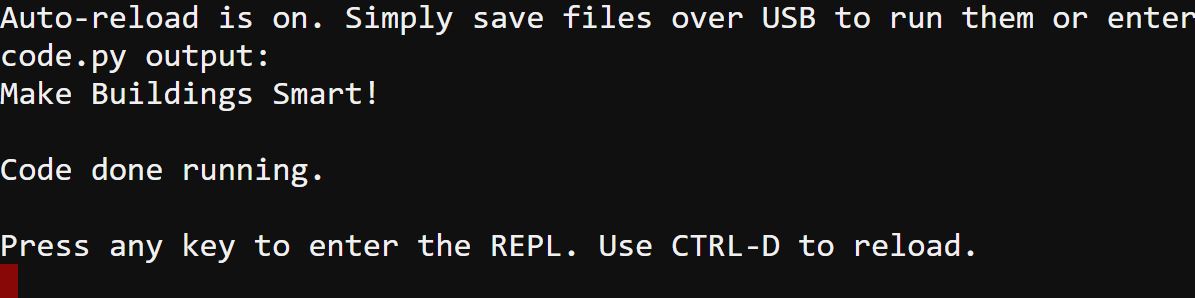 Auto-reload is on. Simply save files over USB to run them or enter
code.py output:
Make Buildings Smart!
Code done running.
Press any key to enter the REPL. Use CTRL-D to reload.